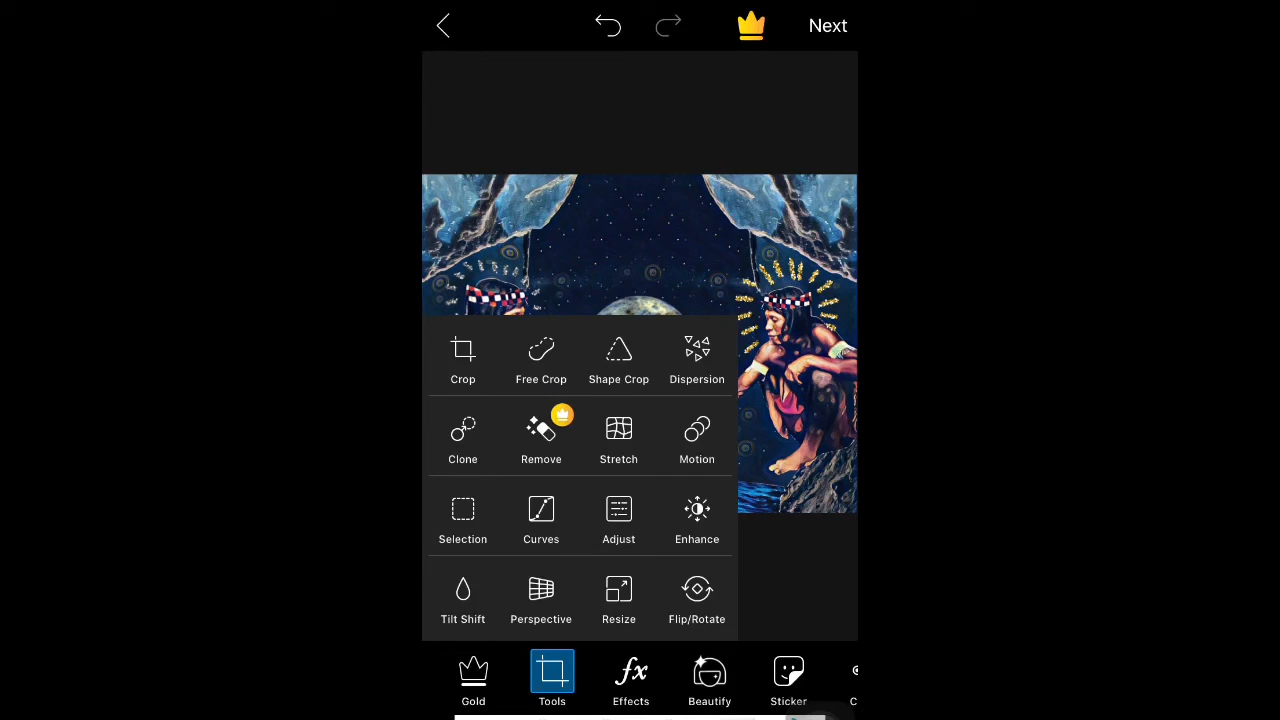 Next
Crop Free Crop Shape Crop Dispersion
Clone Remove Stretch Motion
Selection Curves Adjust Enhance
Tilt Shift Perspective Resize Flip/Rotate
Gold Tools Effects Beautify Sticker C